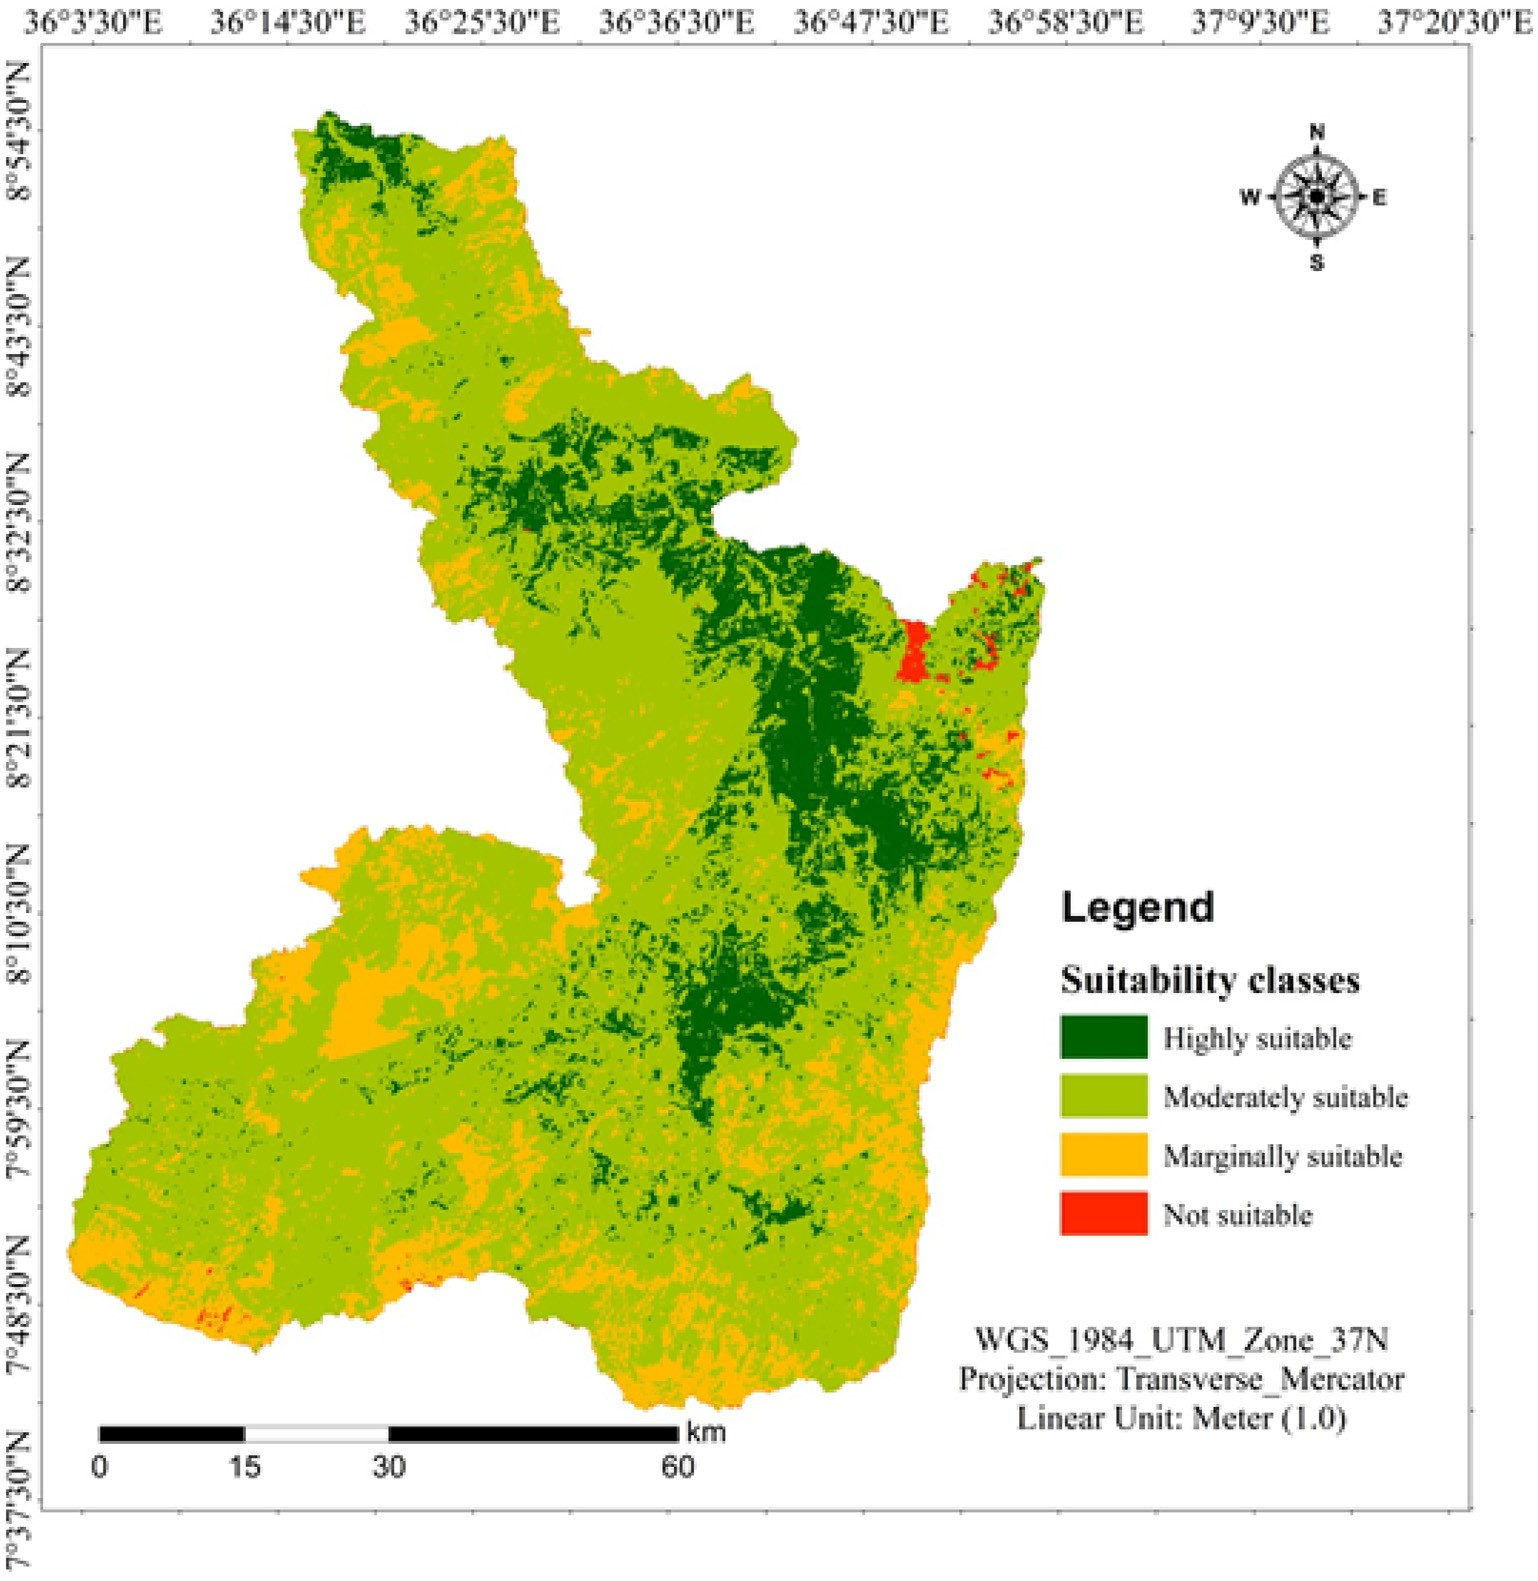 36°3'30"E 36°14'30"E 36°25'30"E 36°36'30"E 36°47'30"E 36°58'30"E 37°9'30"E 37°20'30"E
8°54'30"N
8°43'30"N
8°32'30"N
8°21'30"N
8°10'30"N
7°59'30"N
7°48'30"N
7°37'30"N
N
W E
S
Legend
Suitability classes
Highly suitable
Moderately suitable
Marginally suitable
Not suitable
WGS_1984_UTM_Zone_37N
Projection: Transverse_Mercator
Linear Unit: Meter (1.0)
km
0 15 30 60